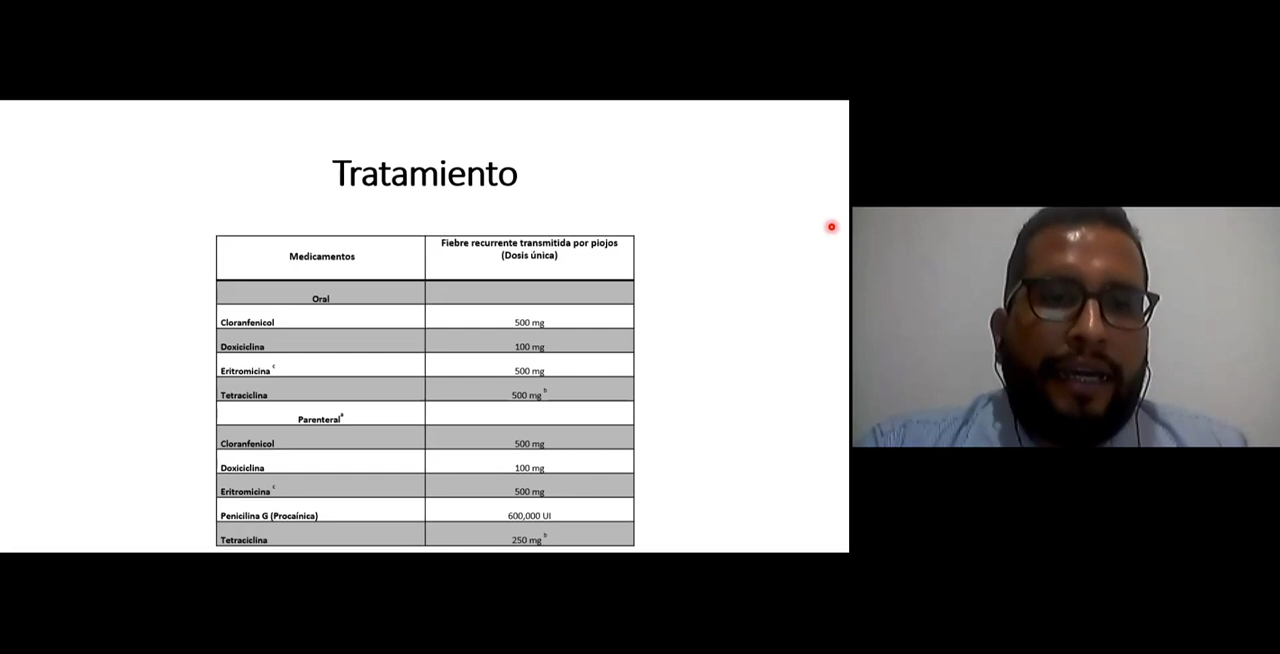 Tratamiento
Medicamentos
Fiebre recurrente transmitida por piojos
(Dosis única)
Oral
Cloranfenicol 500 mg
Doxiciclina 100 mg
Eritromicina c 500 mg
Tetraciclina 500 mg b
Parenteral a
Cloranfenicol 500 mg
Doxiciclina 100 mg
Eritromicina c 500 mg
Penicilina G (Procaínica) 600,000 UI
Tetraciclina 250 mg b